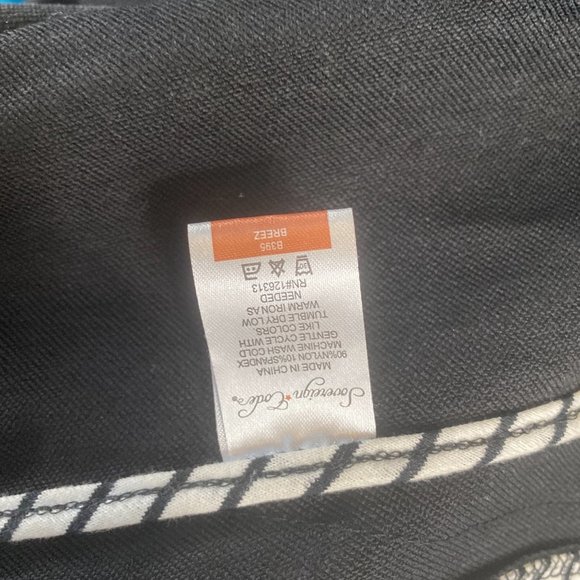 Sovereign Code
MADE IN CHINA
90%NYLON 10%SPANDEX
MACHINE WASH COLD
GENTLE CYCLE WITH
LIKE COLORS.
TUMBLE DRY LOW
WARM IRON AS
NEEDED
RN#126313
B395
BREEZ